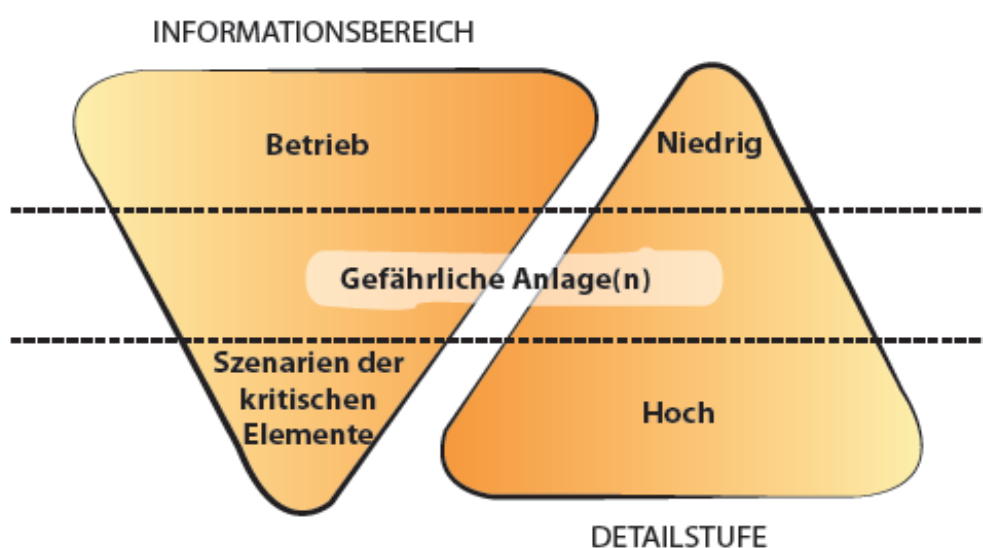 INFORMATIONSBEREICH
Betrieb
Niedrig
Gefährliche Anlage(n)
Szenarien der
kritischen
Elemente
Hoch
DETAILSTUFE